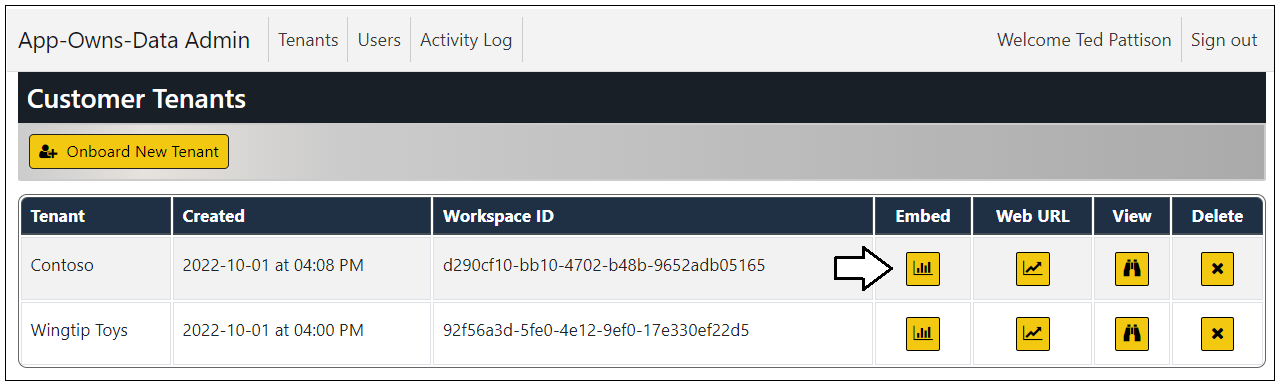 App-Owns-Data Admin Tenants Users Activity Log Welcome Ted Pattison Sign out
Customer Tenants
Onboard New Tenant
Tenant Created Workspace ID Embed Web URL View Delete
Contoso 2022-10-01 at 04:08 PM d290cf10-bb10-4702-b48b-9652adb05165
Wingtip Toys 2022-10-01 at 04:00 PM 92f56a3d-5fe0-4e12-9ef0-17e330ef22d5